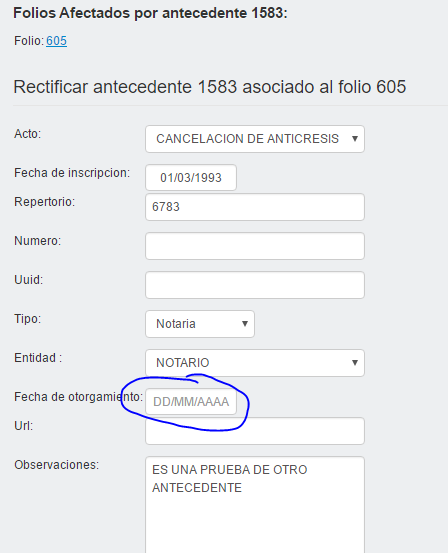 Folios Afectados por antecedente 1583:
Folio: 605
Rectificar antecedente 1583 asociado al folio 605
Acto: CANCELACION DE ANTICRESIS
Fecha de inscripcion: 01/03/1993
Repertorio: 6783
Numero:
Uuid:
Tipo: Notaria
Entidad : NOTARIO
Fecha de otorgamiento: DD/MM/AAAA
Url:
Observaciones: ES UNA PRUEBA DE OTRO
ANTECEDENTE